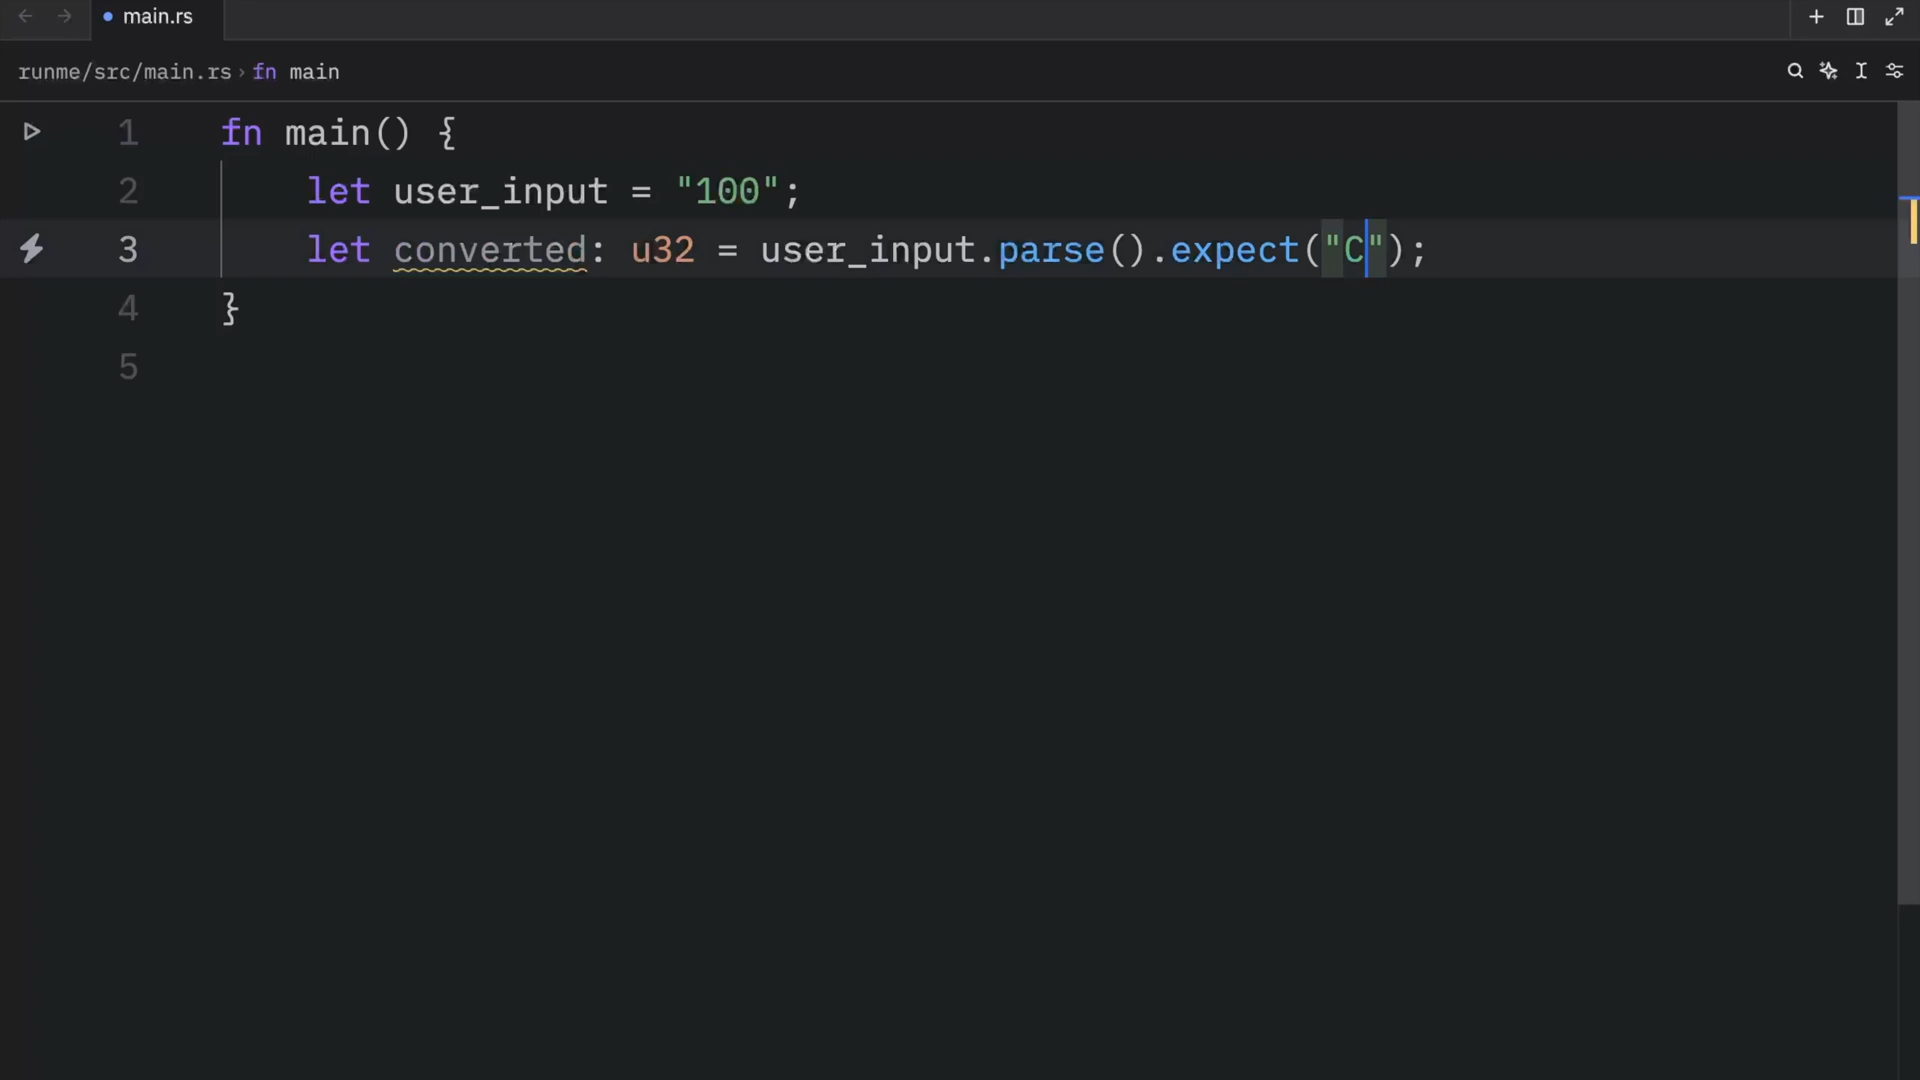 main.rs
runme/src/main.rs › fn main
1 fn main() {
2 let user_input = "100";
3 let converted: u32 = user_input.parse().expect("C");
4 }
5